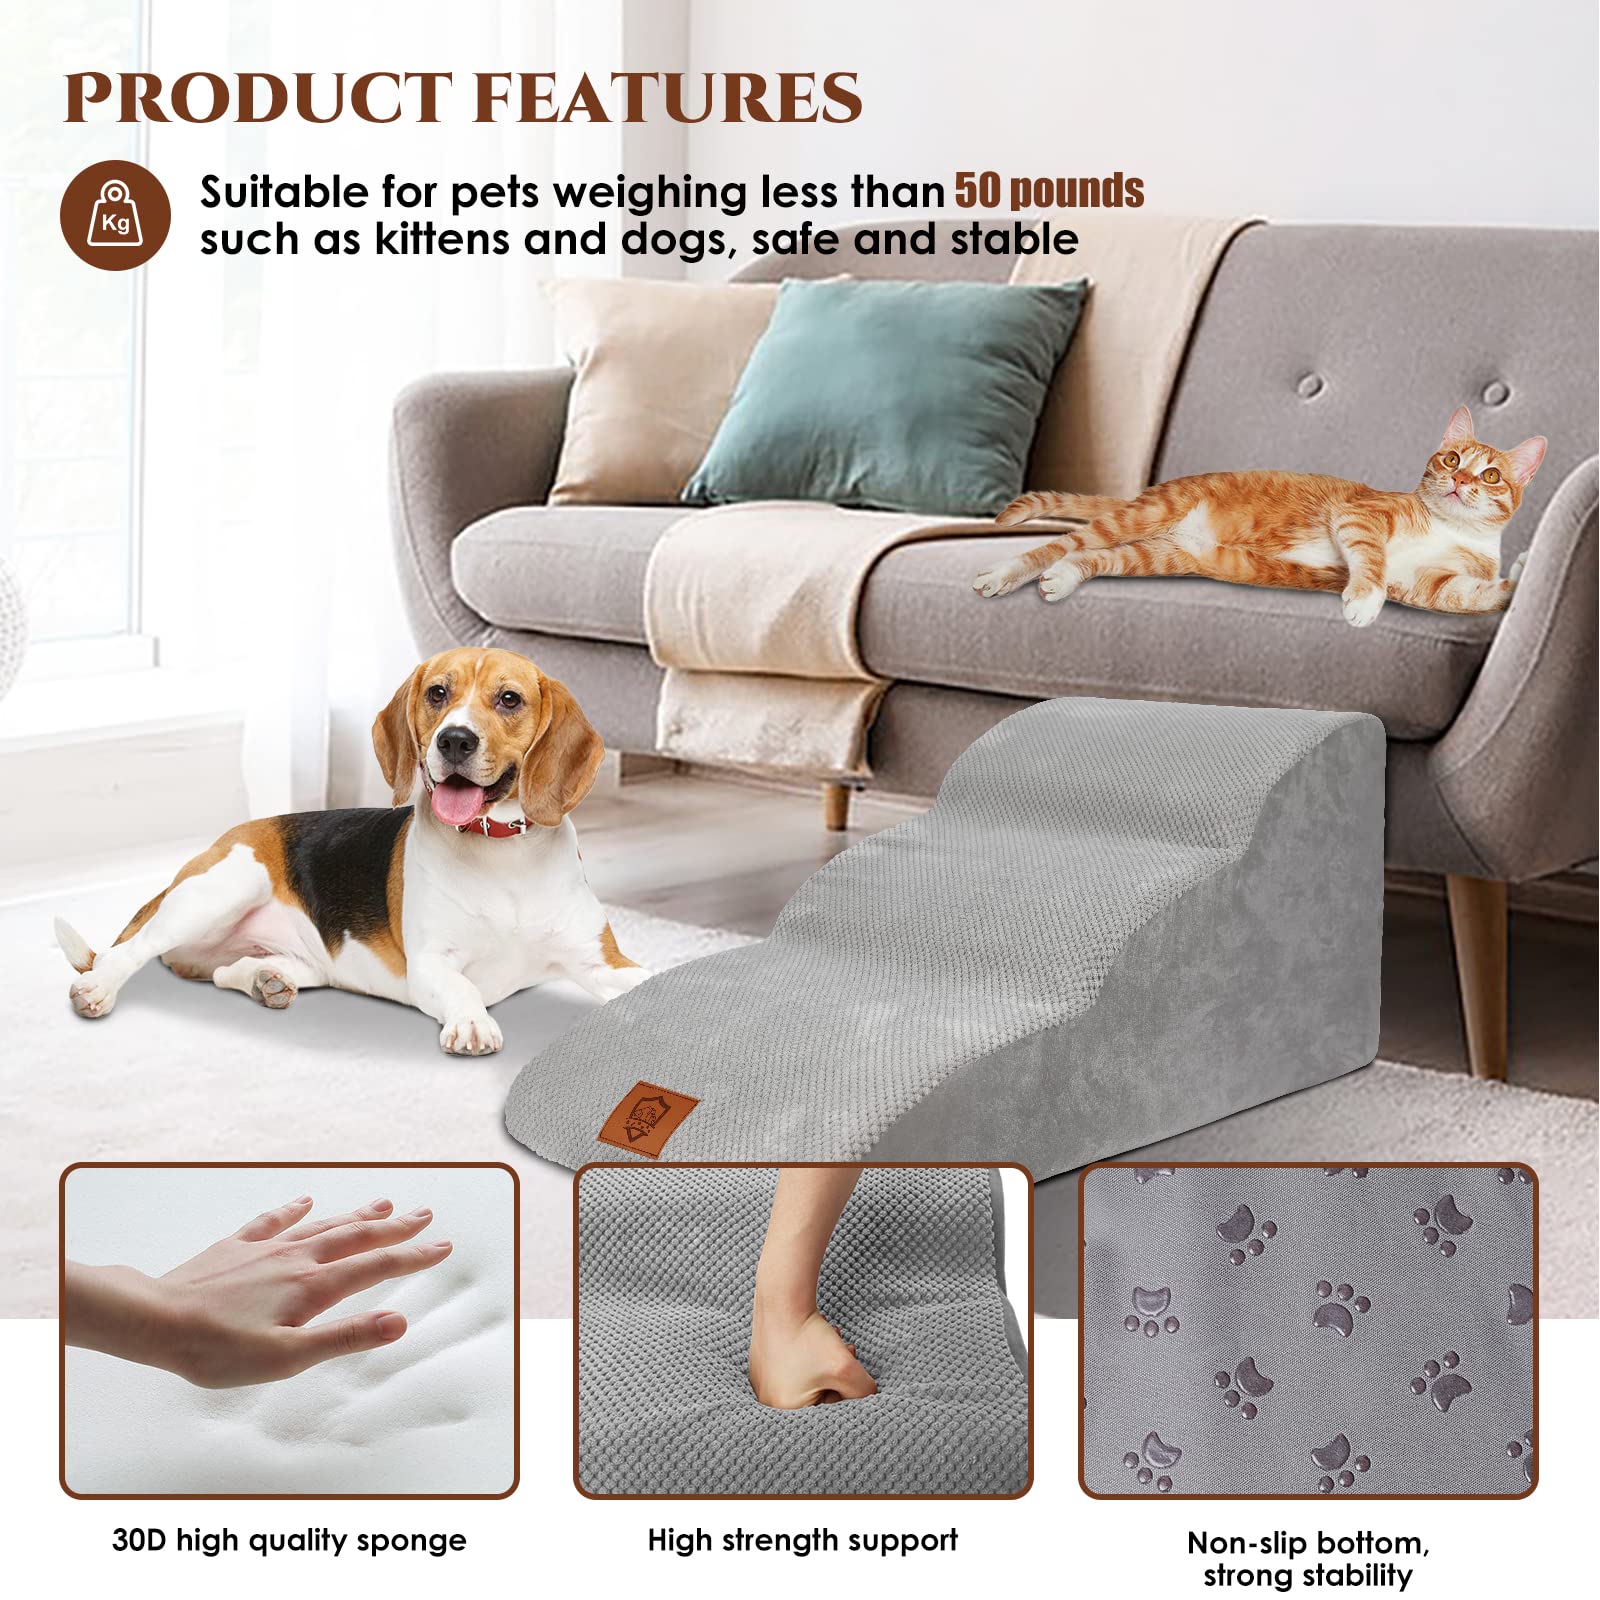 PRODUCT FEATURES
Kg
Suitable for pets weighing less than 50 pounds
such as kittens and dogs, safe and stable
30D high quality sponge
High strength support
Non-slip bottom,
strong stability